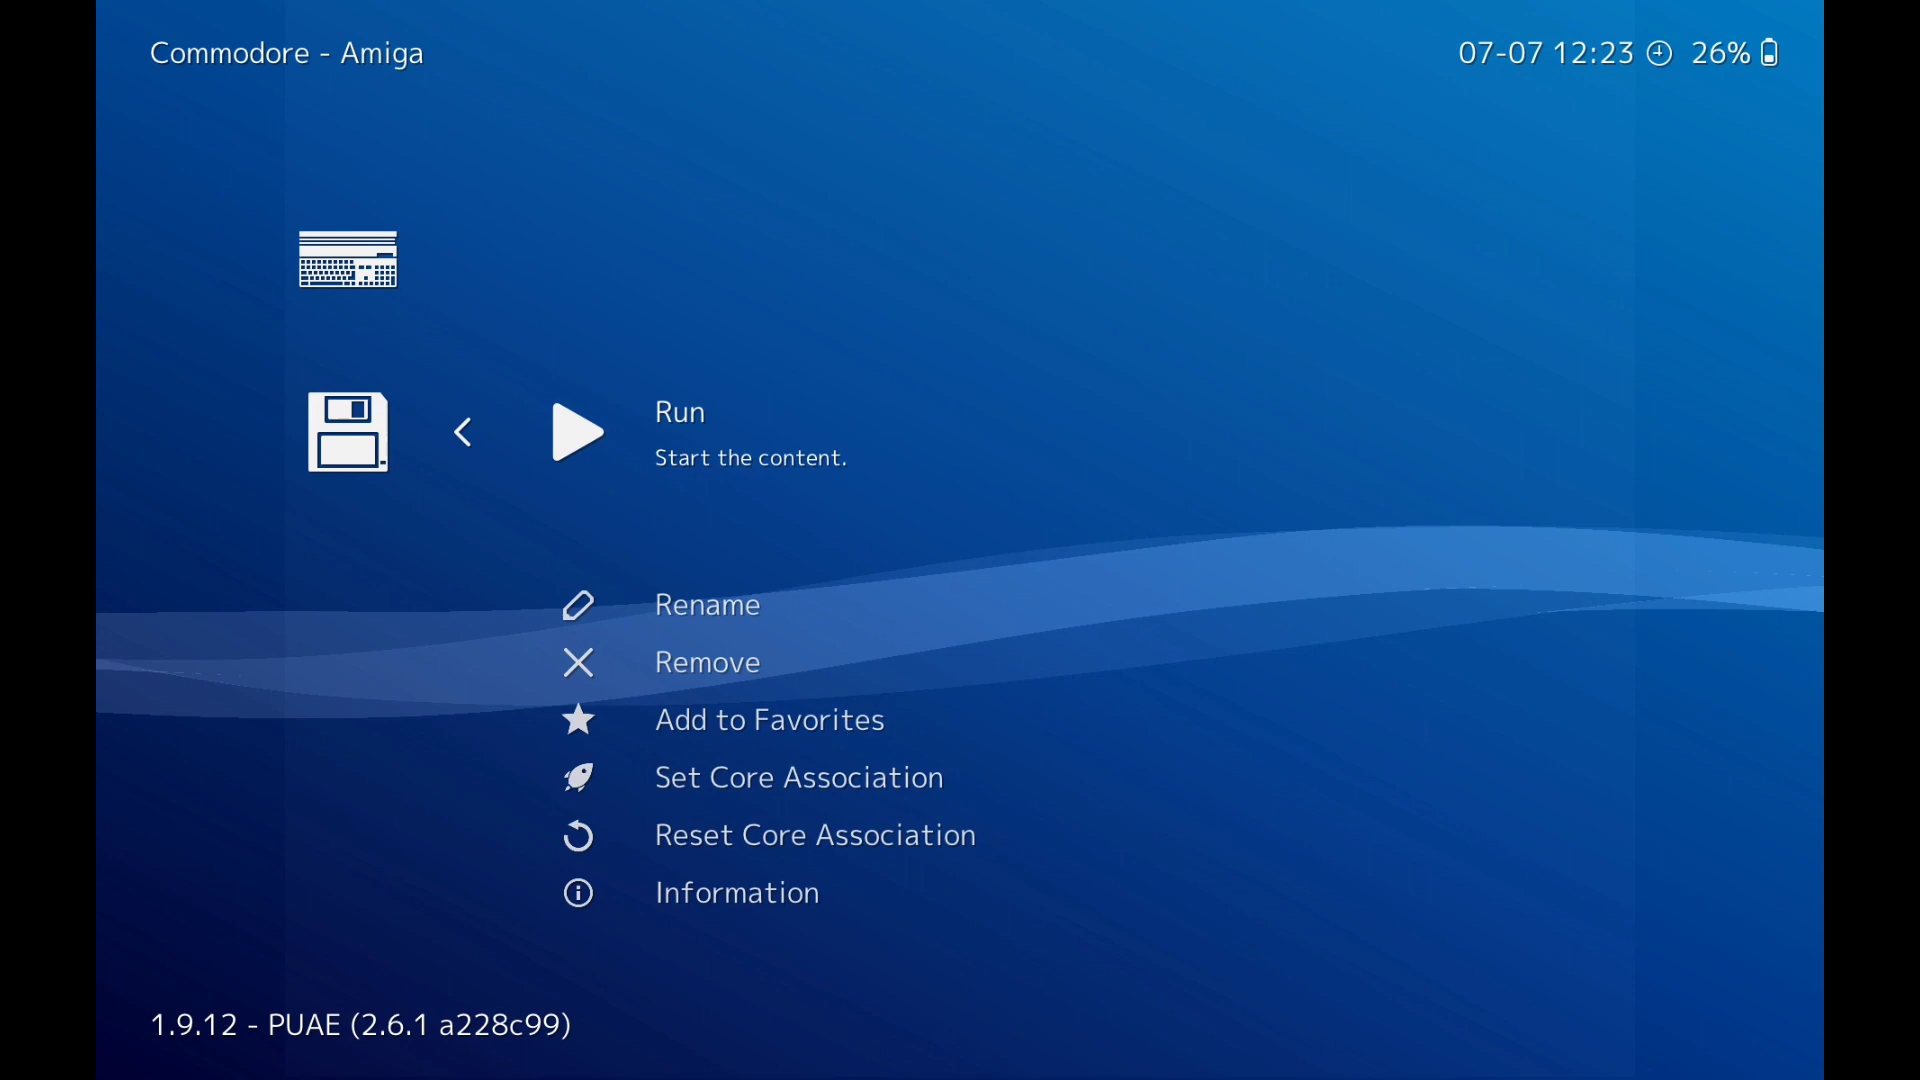 Commodore - Amiga
07-07 12:23 26%
Run
Start the content.
Rename
Remove
Add to Favorites
Set Core Association
Reset Core Association
Information
1.9.12 - PUAE (2.6.1 a228c99)